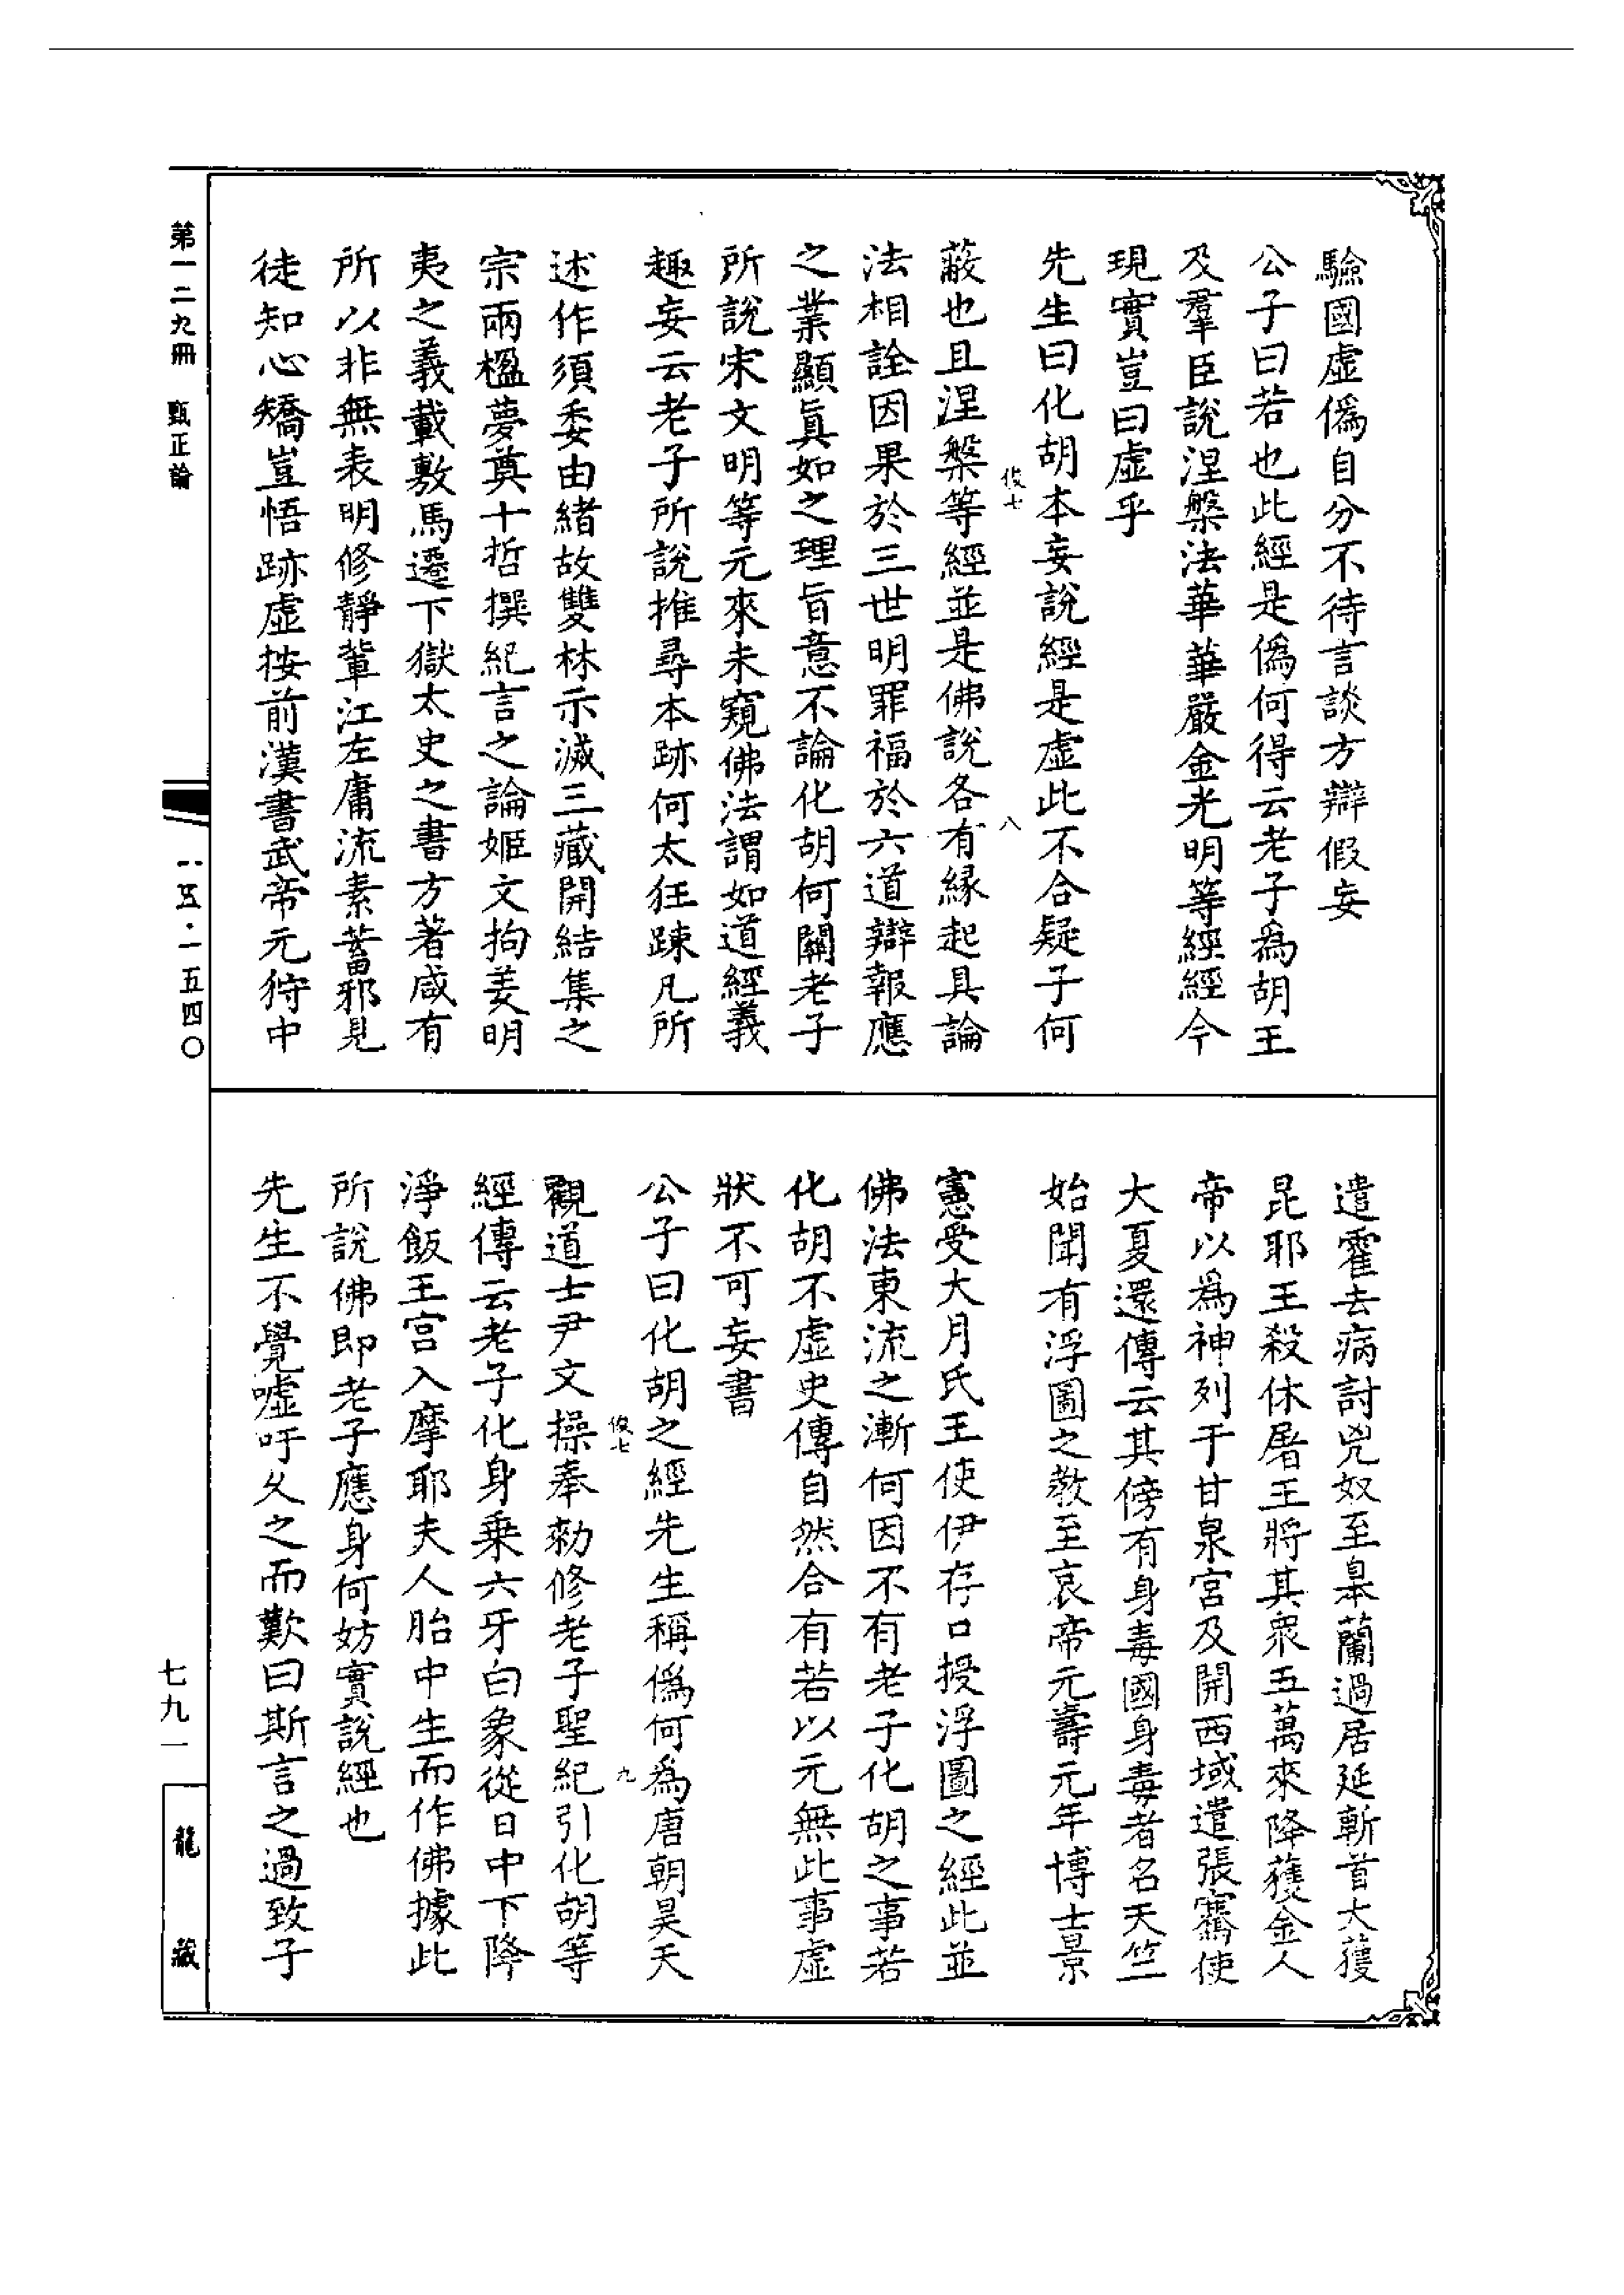 驗國虛僞自分不待言談方辯假妄
公子曰若也此經是僞何得云老子爲胡王
及羣臣說涅槃法華華嚴金光明等經經今
現實豈曰虛乎
先生曰化胡本妄說經是虛此不合疑子何
俊七
八
蔽也且涅槃等經並是佛說各有緣起具論
法相詮因果於三世明罪福於六道辯報應
之業顯眞如之理旨意不論化胡何關老子
所說宋文明等元來未窺佛法謂如道經義
趣妄云老子所說推尋本跡何太狂踈凡所
述作須委由緒故雙林示滅三藏開結集之
宗兩楹夢奠十哲撰紀言之論姬文拘羑明
夷之義載敷馬遷下獄太史之書方著咸有
所以非無表明修靜輩江左庸流素蓄邪見
徒知心矯豈悟跡虛按前漢書武帝元狩中
遣霍去病討兇奴至臯蘭過居延斬首大獲
昆耶王殺休屠王將其衆五萬來降獲金人
帝以爲神列于甘泉宮及開西域遣張騫使
大夏還傳云其傍有身毒國身毒者名天竺
始聞有浮圖之教至哀帝元壽元年博士景
憲受大月氏王使伊存口授浮圖之經此並
佛法東流之漸何因不有老子化胡之事若
化胡不虛史傳自然合有若以元無此事虛
狀不可妄書
公子曰化胡之經先生稱僞何爲唐朝昊天
俊七
九
觀道士尹文操奉勑修老子聖紀引化胡等
經傳云老子化身乗六牙白象從日中下降
淨飯王宮入摩耶夫人胎中生而作佛據此
所說佛即老子應身何妨實說經也
先生不覺噓吁久之而歎曰斯言之過致子
第一二九冊 甄正論
一一五·一五四〇
七九一
龍藏